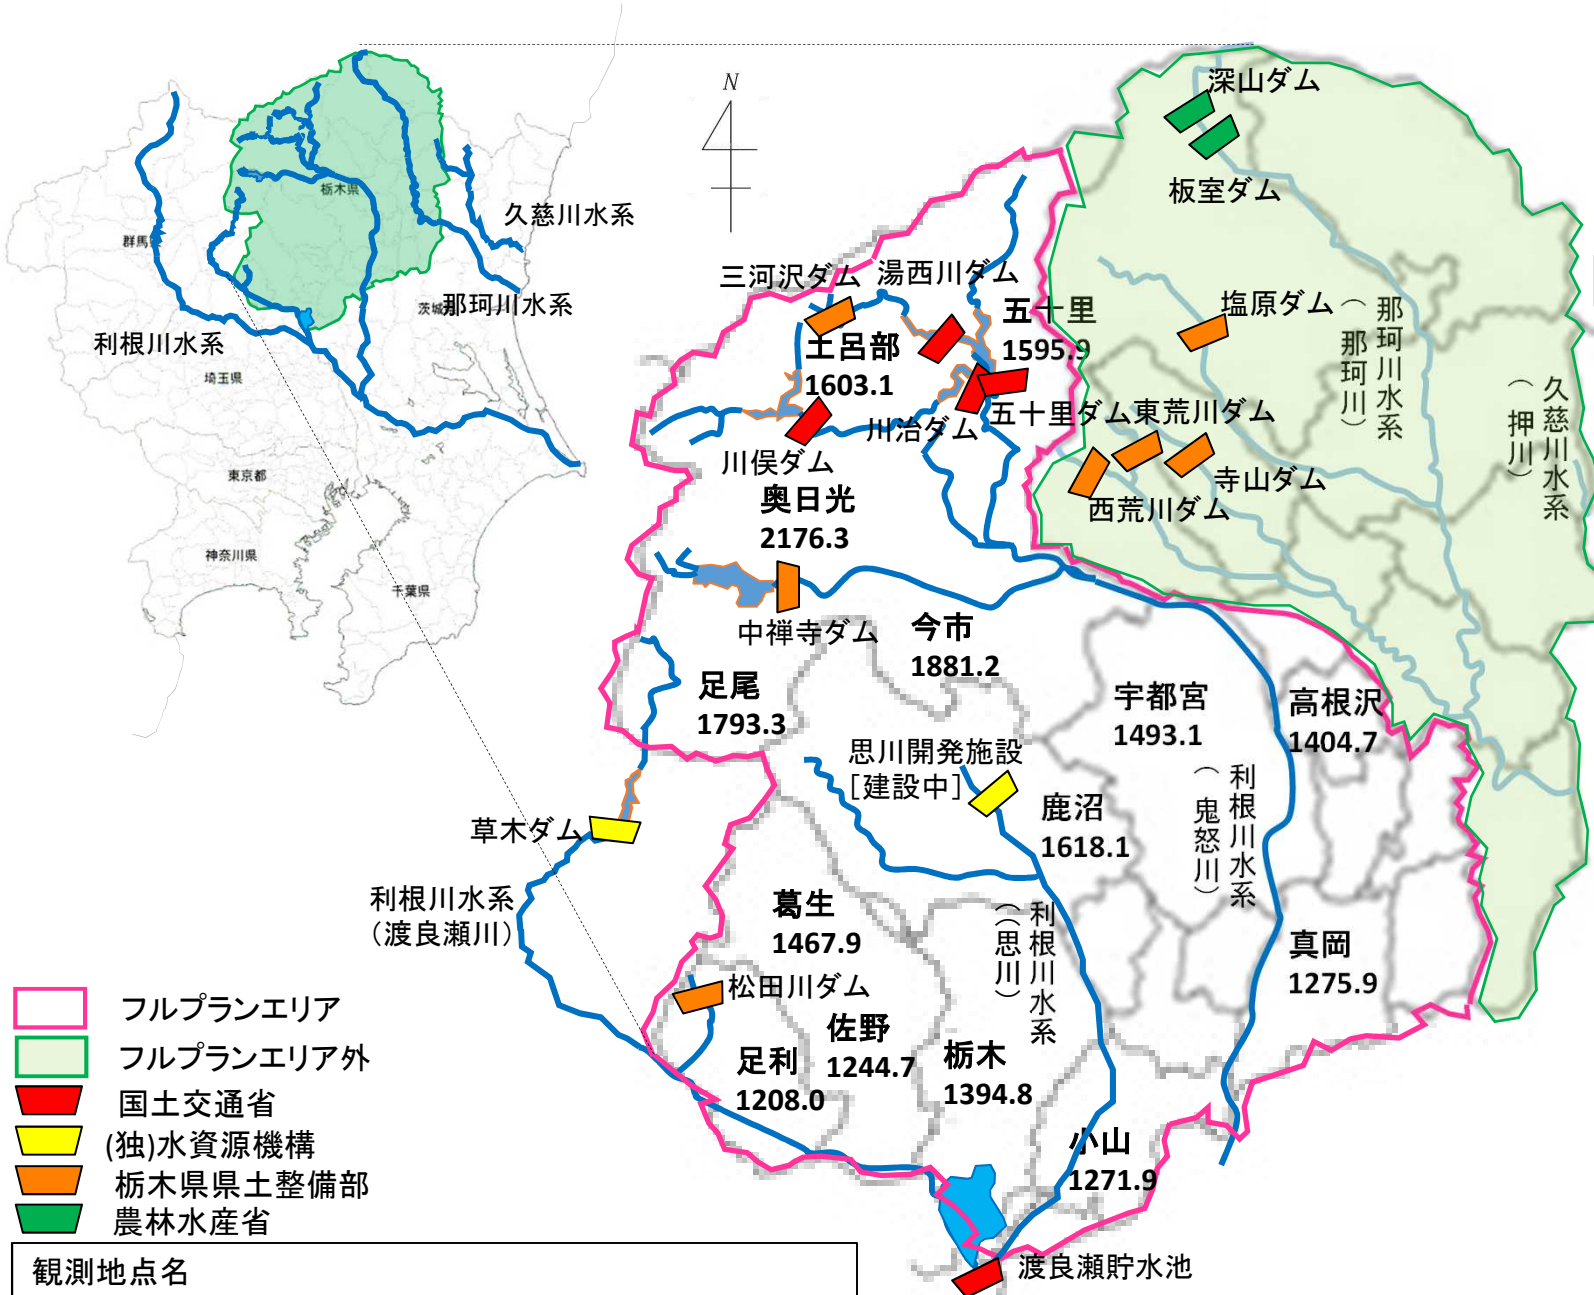 N
群馬県
栃木県
茨城県
埼玉県
東京都
神奈川県
千葉県
久慈川水系
那珂川水系
利根川水系
深山ダム
板室ダム
三河沢ダム
湯西川ダム
五十里
1595.9
塩原ダム
土呂部
1603.1
那珂川水系
(那珂川)
久慈川水系
(押川)
川治ダム
五十里ダム
東荒川ダム
川俣ダム
寺山ダム
西荒川ダム
奥日光
2176.3
中禅寺ダム
今市
1881.2
足尾
1793.3
宇都宮
1493.1
高根沢
1404.7
思川開発施設
[建設中]
鹿沼
1618.1
利根川水系
(鬼怒川)
草木ダム
利根川水系
(渡良瀬川)
葛生
1467.9
利根川水系
(思川)
真岡
1275.9
松田川ダム
佐野
1244.7
足利
1208.0
栃木
1394.8
小山
1271.9
渡良瀬貯水池
フルプランエリア
フルプランエリア外
国土交通省
(独)水資源機構
栃木県県土整備部
農林水産省
観測地点名